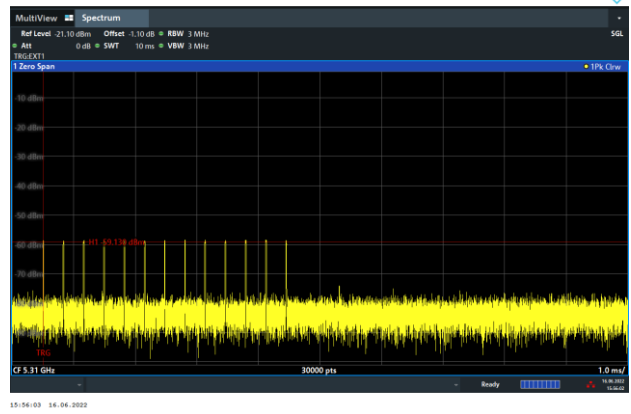 MultiView Spectrum
Ref Level -21.10 dBm Offset -1.10 dB RBW 3 MHz SGL
Att 0 dB SWT 10 ms VBW 3 MHz
TRG:EXT1
1 Zero Span 1Pk Clrw
-10 dBm
-20 dBm
-30 dBm
-40 dBm
-50 dBm
H1
-60 dBm
-70 dBm
TRG
CF 5.31 GHz 30000 pts 1.0 ms/
Ready 16.06.2022
15:56:02
15:56:03 16.06.2022